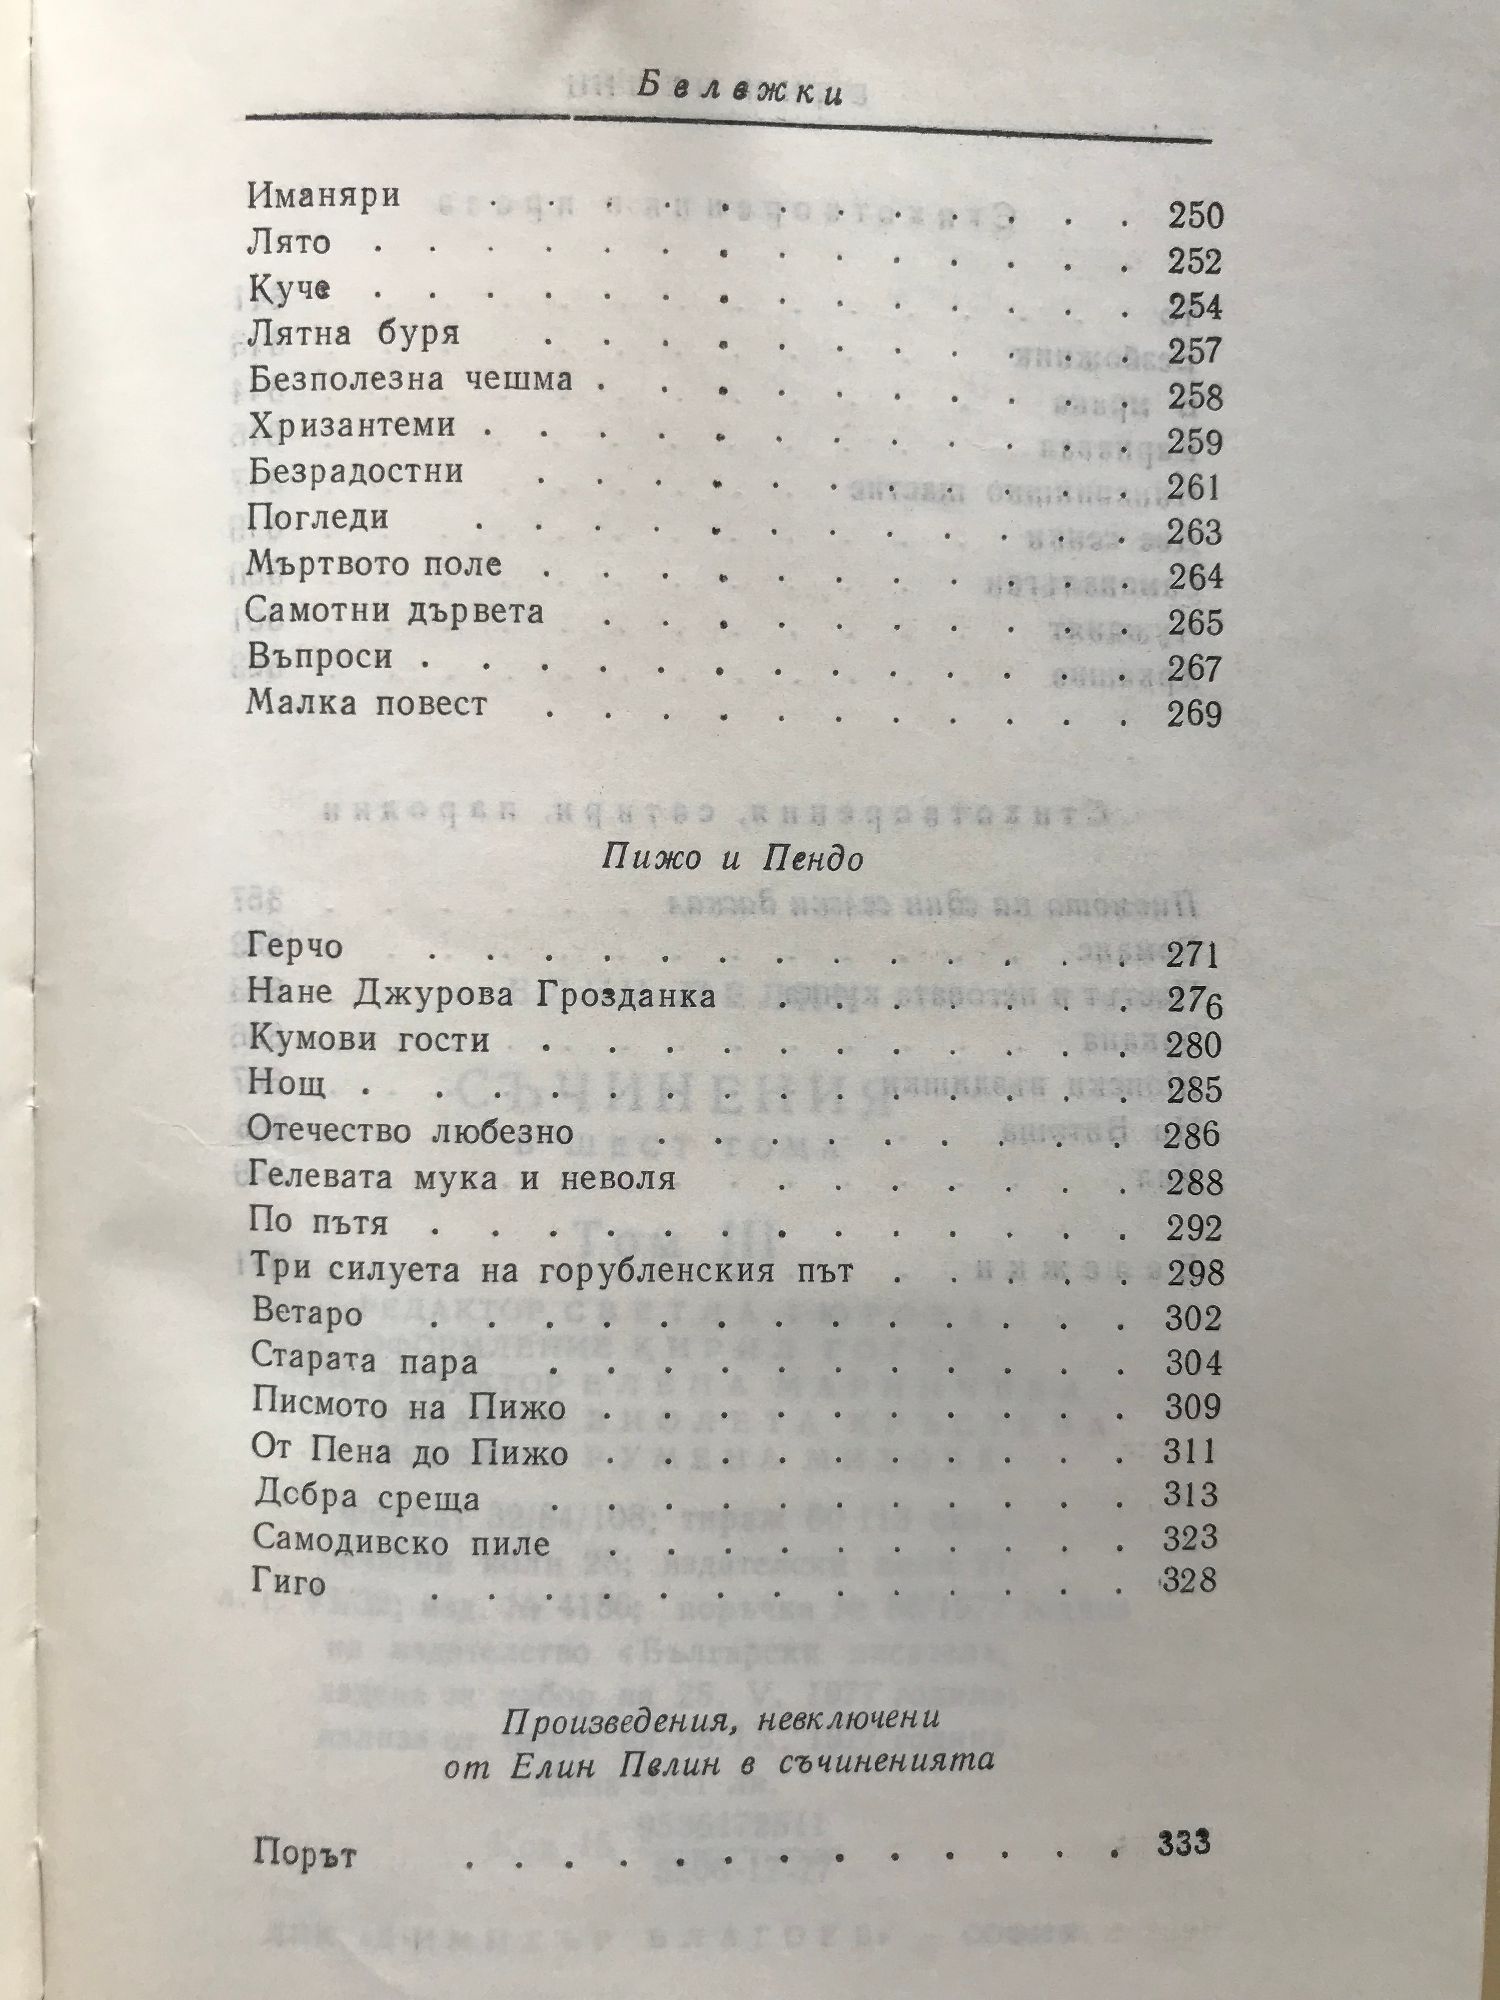 Бележки
Иманяри . . . . . . . . . . . . 250
Лято . . . . . . . . . . . . . . 252
Куче . . . . . . . . . . . . . . 254
Лятна буря . . . . . . . . . . . 257
Безполезна чешма . . . . . . . . . . 258
Хризантеми . . . . . . . . . . . . 259
Безрадостни . . . . . . . . . . . 261
Погледи . . . . . . . . . . . . 263
Мъртвото поле . . . . . . . . . . . 264
Самотни дървета . . . . . . . . . . 265
Въпроси . . . . . . . . . . . . . 267
Малка повест . . . . . . . . . . . 269
Пижо и Пендо
Герчо . . . . . . . . . . . . . 271
Нане Джурова Грозданка . . . . . . . 276
Кумови гости . . . . . . . . . . . 280
Нощ . . . . . . . . . . . . . . 285
Отечество любезно . . . . . . . . . 286
Гелевата мука и неволя . . . . . . . 288
По пътя . . . . . . . . . . . . . 292
Три силуета на горубленския път . . . . . 298
Ветаро . . . . . . . . . . . . . 302
Старата пара . . . . . . . . . . . 304
Писмото на Пижо . . . . . . . . . . 309
От Пена до Пижо . . . . . . . . . . 311
Добра среща . . . . . . . . . . . 313
Самодивско пиле . . . . . . . . . . 323
Гиго . . . . . . . . . . . . . 328
Произведения, невключени
от Елин Пелин в съчиненията
Порът . . . . . . . . . . . . . 333